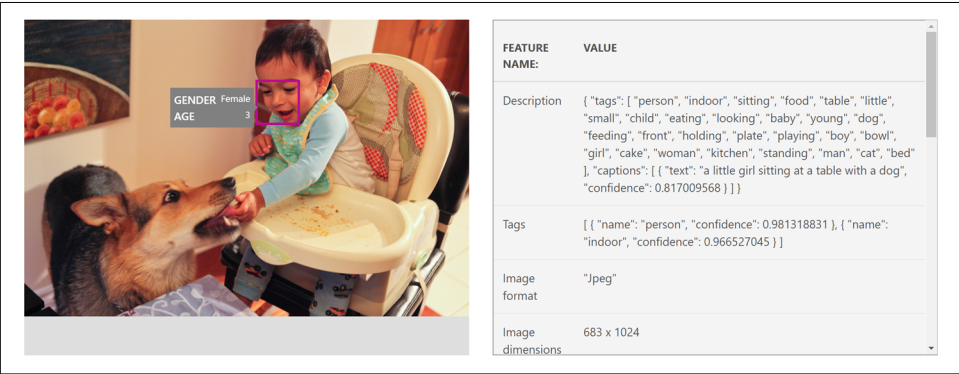 GENDER Female
AGE 3
FEATURE NAME: VALUE
Description { "tags": [ "person", "indoor", "sitting", "food", "table", "little",
"small", "child", "eating", "looking", "baby", "young", "dog",
"feeding", "front", "holding", "plate", "playing", "boy", "bowl",
"girl", "cake", "woman", "kitchen", "standing", "man", "cat", "bed"
], "captions": [ { "text": "a little girl sitting at a table with a dog",
"confidence": 0.817009568 } ] }
Tags [ { "name": "person", "confidence": 0.981318831 }, { "name":
"indoor", "confidence": 0.966527045 } ]
Image format "Jpeg"
Image dimensions 683 x 1024